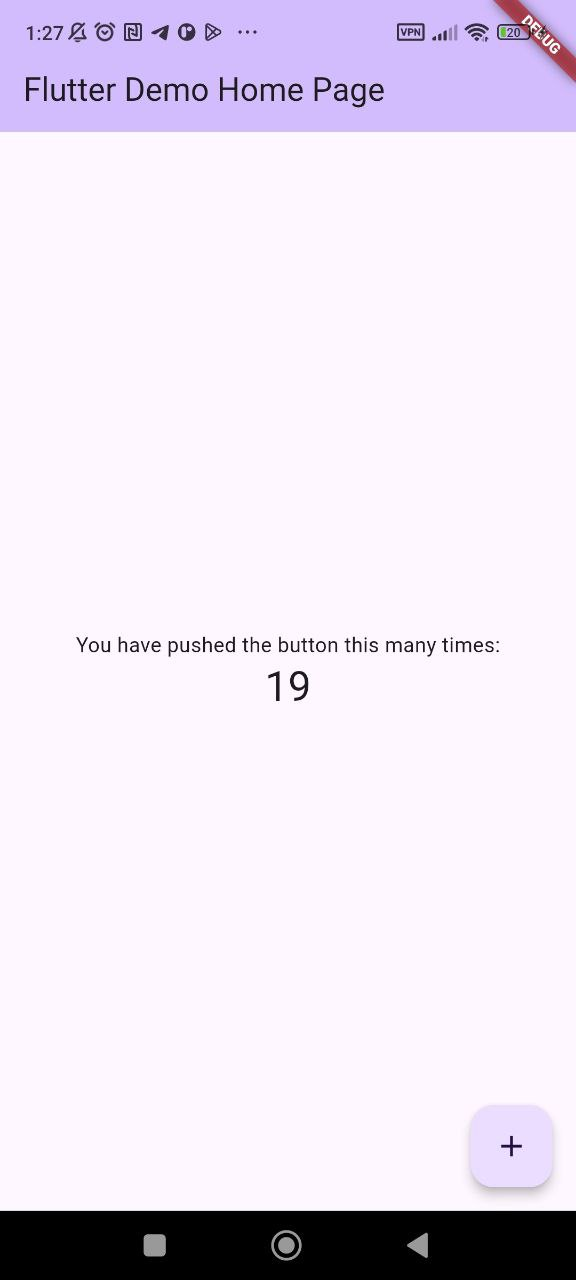 1:27 VPN 20
DEBUG
Flutter Demo Home Page
You have pushed the button this many times:
19
+